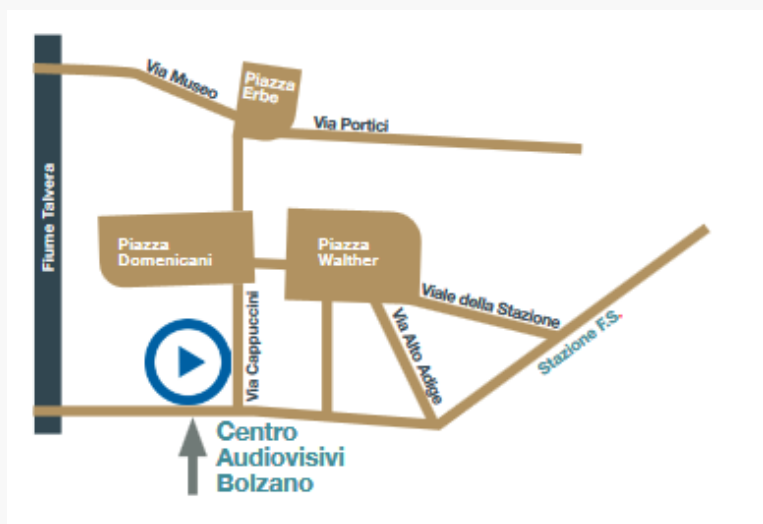 Via Museo
Piazza
Erbe
Via Portici
Fiume Talvera
Piazza
Domenicani
Piazza
Walther
Viale della Stazione
Via Cappuccini
Via Alto Adige
Stazione F.S.
Centro
Audiovisivi
Bolzano